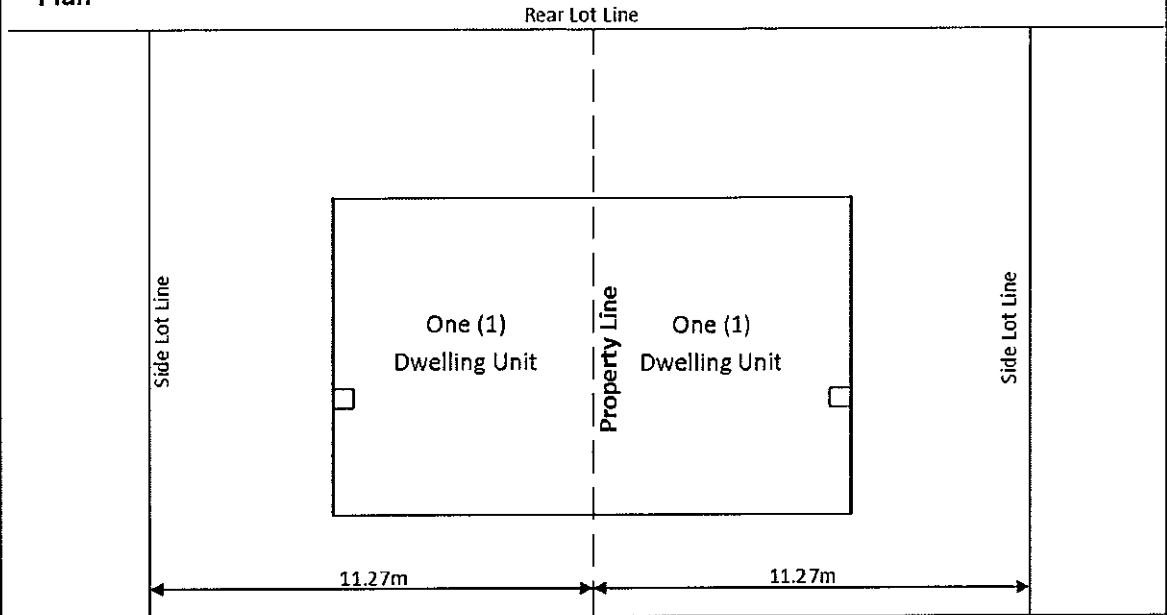 Plan
Rear Lot Line
Side Lot Line
One (1)
Dwelling Unit
Property Line
One (1)
Dwelling Unit
Side Lot Line
11.27m
11.27m